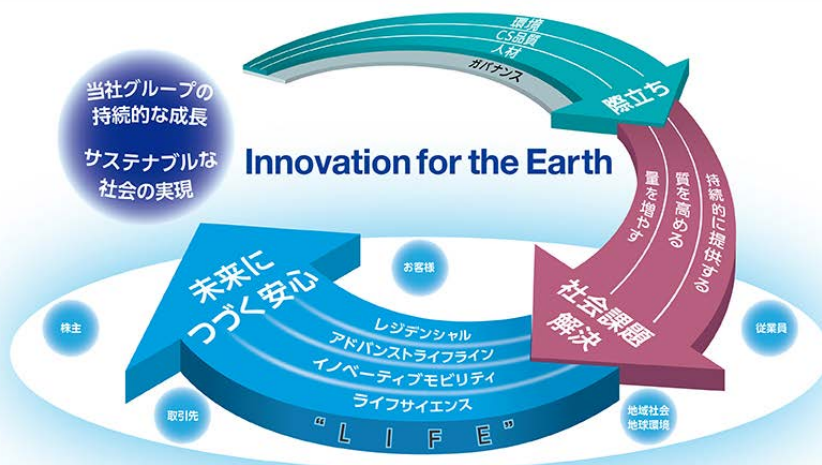 環境
CS品質
人材
ガバナンス
際立ち
当社グループの
持続的な成長
サステナブルな
社会の実現
Innovation for the Earth
持続的に提供する
質を高める
量を増やす
社会課題
解決
未来に
つづく安心
レジデンシャル
アドバンストライフライン
イノベーティブモビリティ
ライフサイエンス
"LIFE"
お客様
株主
従業員
取引先
地域社会
地球環境